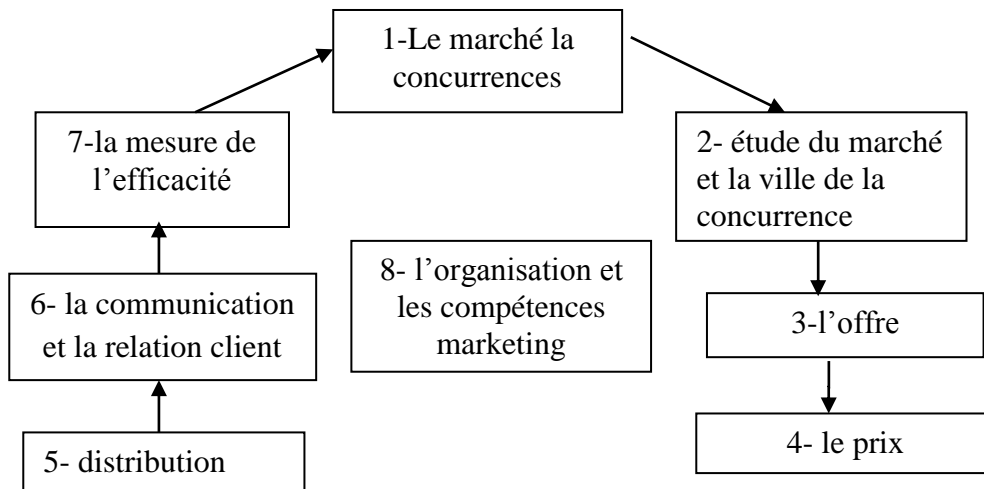 1-Le marché la
concurrences
7-la mesure de
l’efficacité
2- étude du marché
et la ville de la
concurrence
8- l’organisation et
les compétences
marketing
6- la communication
et la relation client
3-l’offre
5- distribution
4- le prix